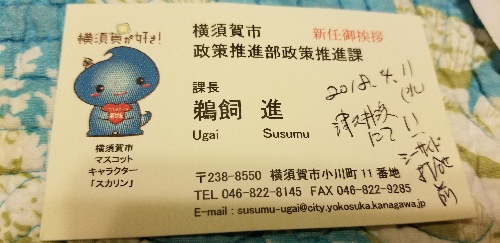 横須賀が好き!
横須賀市
マスコット
キャラクター
「スカリン」
横須賀市
新任御挨拶
政策推進部政策推進課
課長
鵜飼 進
Ugai Susumu
〒238-8550 横須賀市小川町11番地
TEL 046-822-8145 FAX 046-822-9285
E-mail : susumu-ugai@city.yokosuka.kanagawa.jp
2018.4.11
(水)
にて